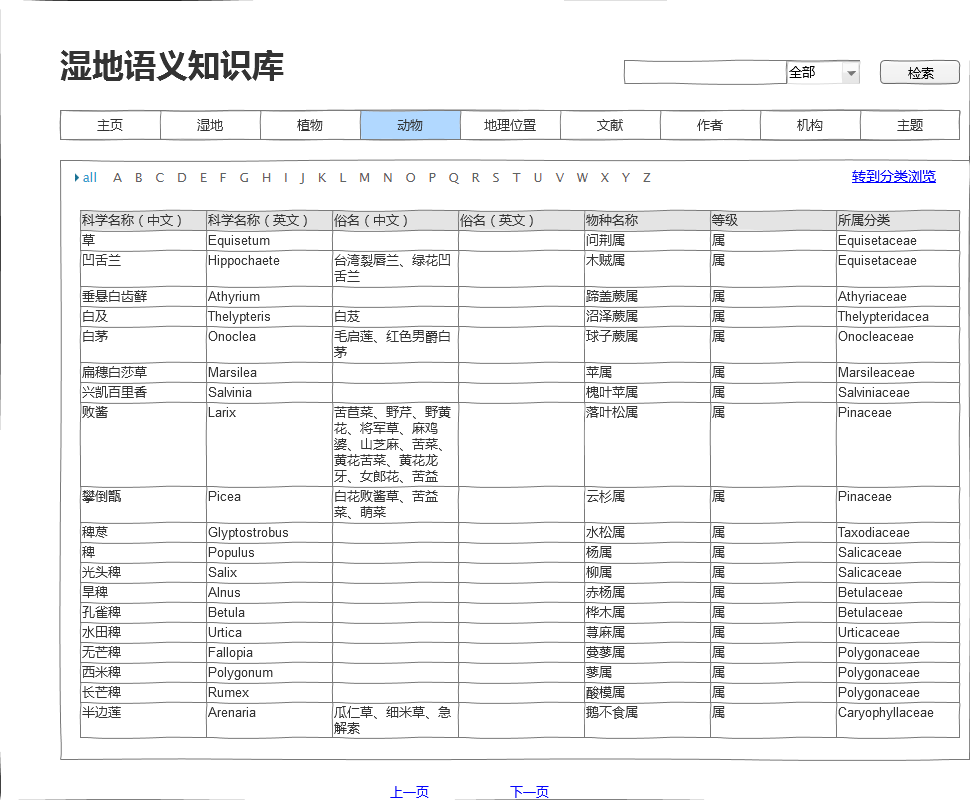 湿地语义知识库
全部
检索
主页 湿地 植物 动物 地理位置 文献 作者 机构 主题
all A B C D E F G H I J K L M N O P Q R S T U V W X Y Z
转到分类浏览
科学名称（中文） 科学名称（英文） 俗名（中文） 俗名（英文） 物种名称 等级 所属分类
草 Equisetum 问荆属 属 Equisetaceae
凹舌兰 Hippochaete 台湾裂唇兰、绿花凹 木贼属 属 Equisetaceae
舌兰
垂悬白齿藓 Athyrium 蹄盖蕨属 属 Athyriaceae
白及 Thelypteris 白芨 沼泽蕨属 属 Thelypteridacea
白茅 Onoclea 毛启莲、红色男爵白 球子蕨属 属 Onocleaceae
茅
扁穗白莎草 Marsilea 苹属 属 Marsileaceae
兴凯百里香 Salvinia 槐叶苹属 属 Salviniaceae
败酱 Larix 苦苣菜、野芹、野黄 落叶松属 属 Pinaceae
花、将军草、麻鸡
婆、山芝麻、苦菜、
黄花苦菜、黄花龙
牙、女郎花、苦益
攀倒甑 Picea 白花败酱草、苦益 云杉属 属 Pinaceae
菜、萌菜
稗荩 Glyptostrobus 水松属 属 Taxodiaceae
稗 Populus 杨属 属 Salicaceae
光头稗 Salix 柳属 属 Salicaceae
旱稗 Alnus 赤杨属 属 Betulaceae
孔雀稗 Betula 桦木属 属 Betulaceae
水田稗 Urtica 荨麻属 属 Urticaceae
无芒稗 Fallopia 蔓蓼属 属 Polygonaceae
西来稗 Polygonum 蓼属 属 Polygonaceae
长芒稗 Rumex 酸模属 属 Polygonaceae
半边莲 Arenaria 瓜仁草、细米草、急 鹅不食属 属 Caryophyllaceae
解索
上一页 下一页